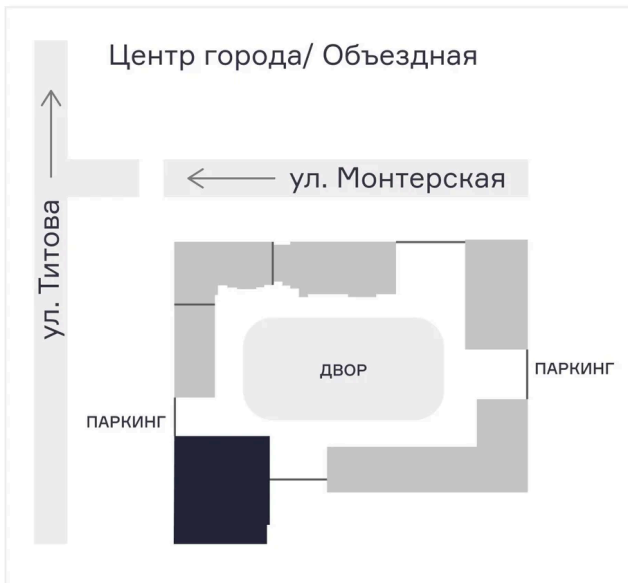 Центр города/ Объездная
ул. Монтерская
ул. Титова
ДВОР
ПАРКИНГ
ПАРКИНГ